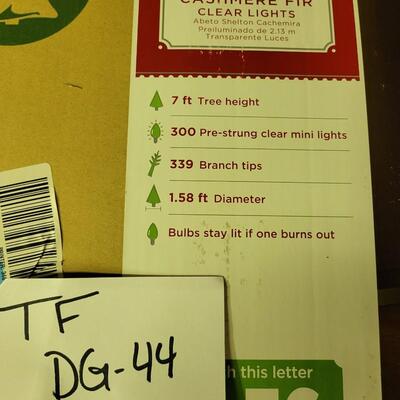 CASHMERE FIR
CLEAR LIGHTS
Abeto Shelton Cachemira
Preiluminado de 2.13 m
Transparente Luces
7 ft Tree height
300 Pre-strung clear mini lights
339 Branch tips
1.58 ft Diameter
Bulbs stay lit if one burns out
TF
DG-44
this letter